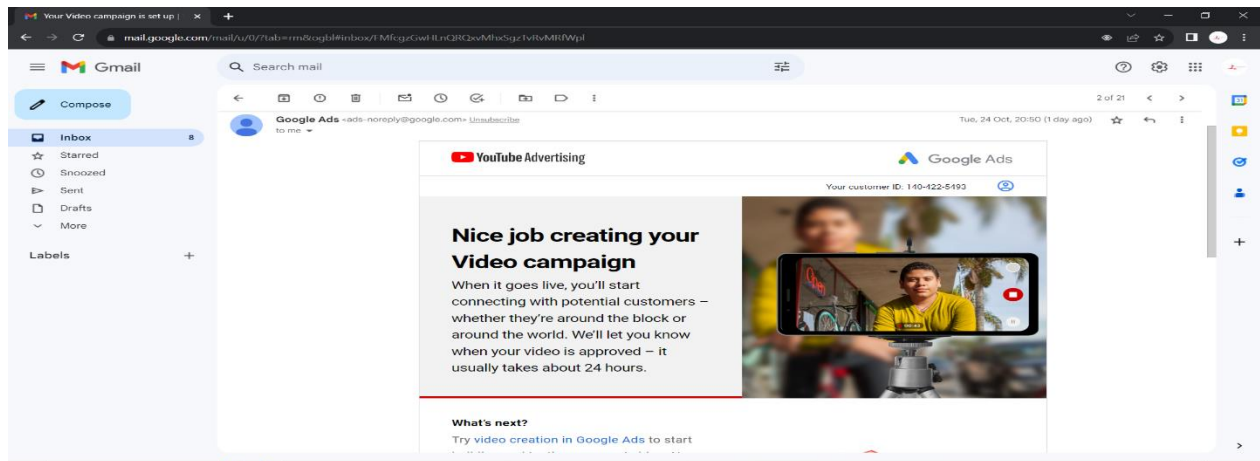 Your Video campaign is set up |
mail.google.com/mail/u/0/?tab=rm&ogbl#inbox/
Gmail
Search mail
Compose
2 of 21
Inbox 8
Starred
Snoozed
Sent
Drafts
More
Labels
Google Ads <ads-noreply@google.com> Unsubscribe
Tue, 24 Oct, 20:50 (1 day ago)
to me
YouTube Advertising
Google Ads
Your customer ID: 140-422-5493
Nice job creating your
Video campaign
When it goes live, you'll start
connecting with potential customers –
whether they're around the block or
around the world. We'll let you know
when your video is approved – it
usually takes about 24 hours.
What's next?
Try video creation in Google Ads to start